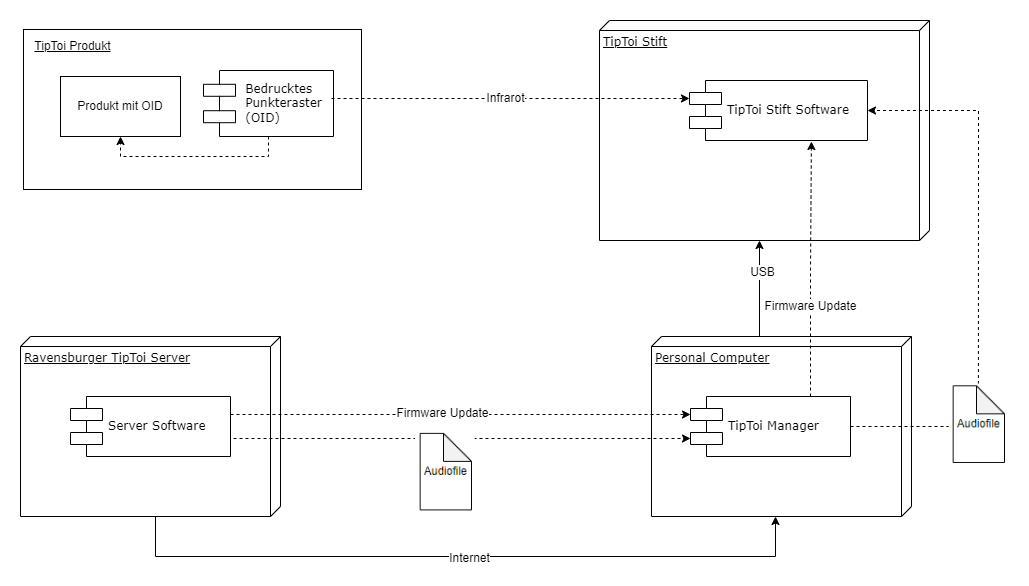 TipToi Produkt
Produkt mit OID
Bedrucktes
Punkteraster
(OID)
Infrarot
TipToi Stift
TipToi Stift Software
USB
Firmware Update
Ravensburger TipToi Server
Server Software
Firmware Update
Audiofile
Personal Computer
TipToi Manager
Audiofile
Internet